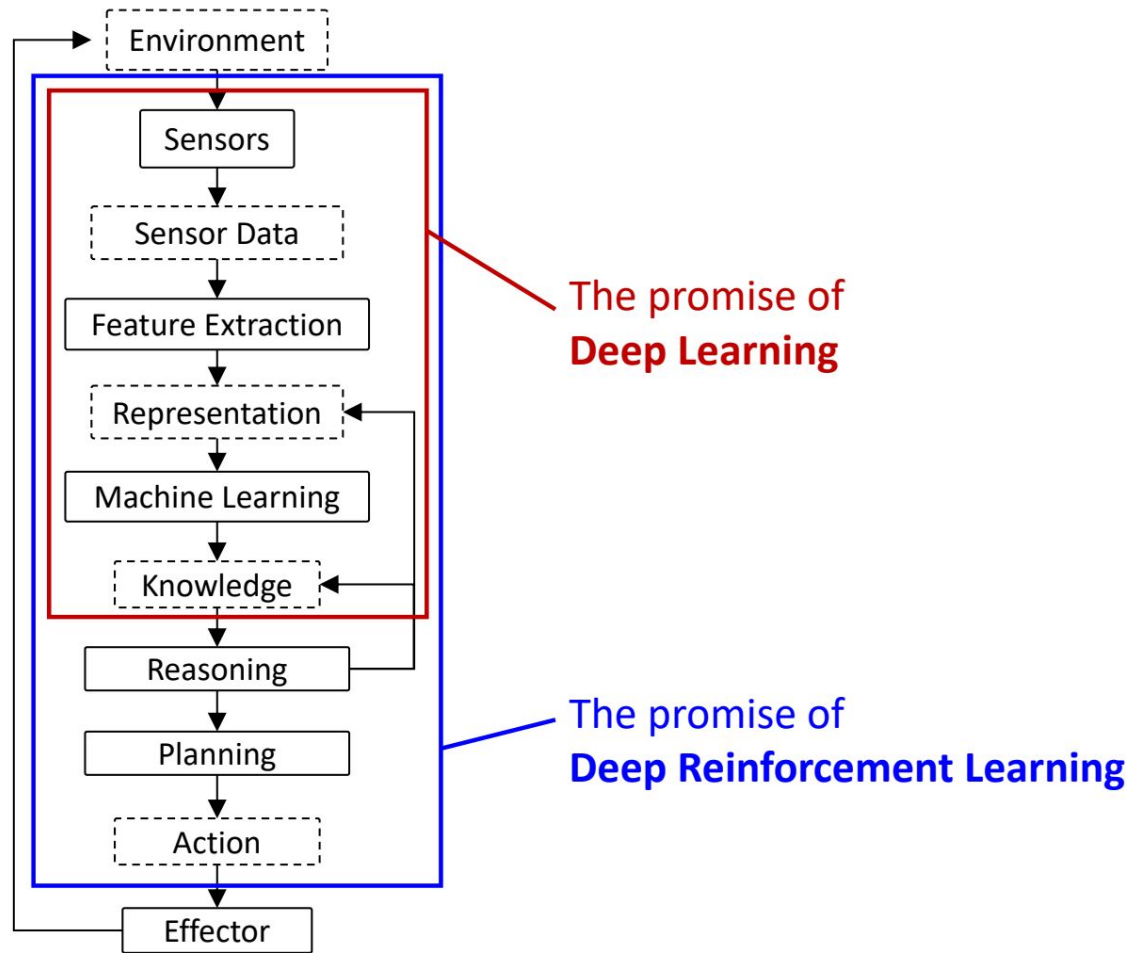 Environment
Sensors
Sensor Data
Feature Extraction
Representation
Machine Learning
Knowledge
Reasoning
Planning
Action
Effector
The promise of
Deep Learning
The promise of
Deep Reinforcement Learning